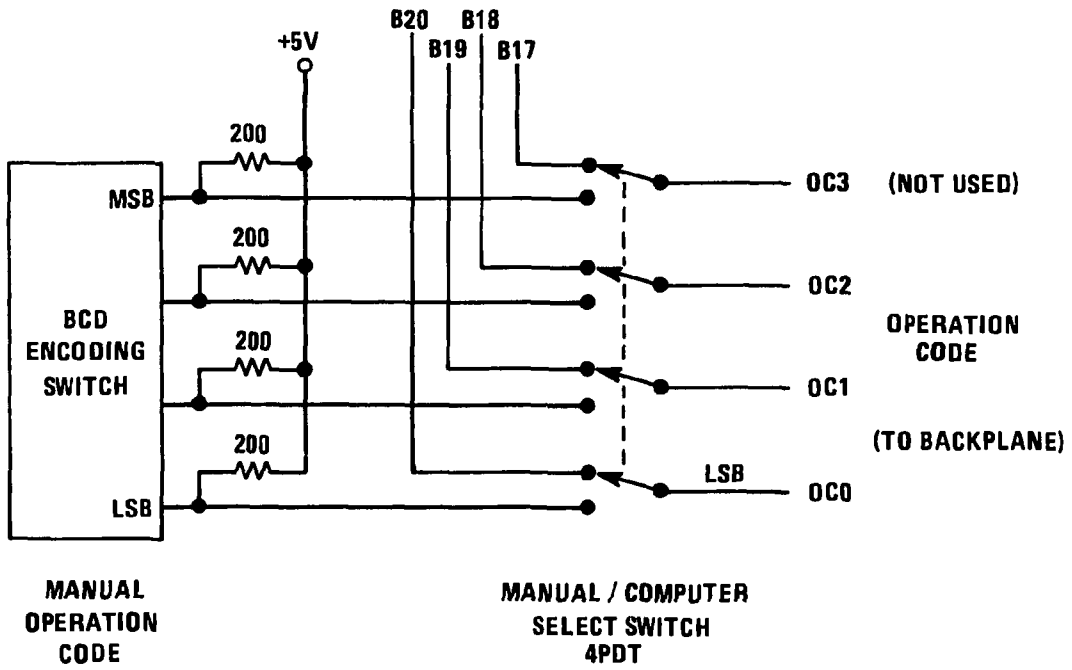 B20 B18
+5V B19 B17
200
MSB
OC3 (NOT USED)
200
OC2
BCD
ENCODING
SWITCH
OPERATION
CODE
200
OC1
(TO BACKPLANE)
200
LSB
LSB
OC0
MANUAL
OPERATION
CODE
MANUAL / COMPUTER
SELECT SWITCH
4PDT